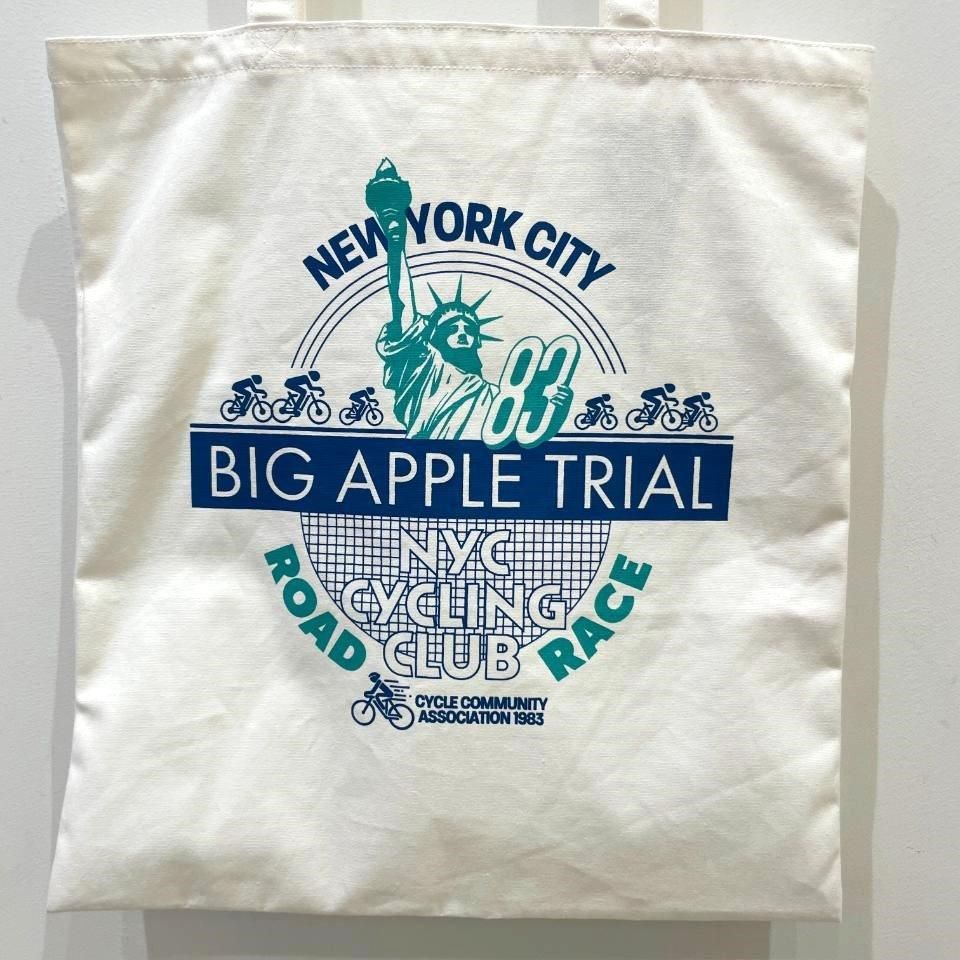 NEW YORK CITY
83
BIG APPLE TRIAL
NYC
CYCLING
CLUB
ROAD RACE
CYCLE COMMUNITY
ASSOCIATION 1983